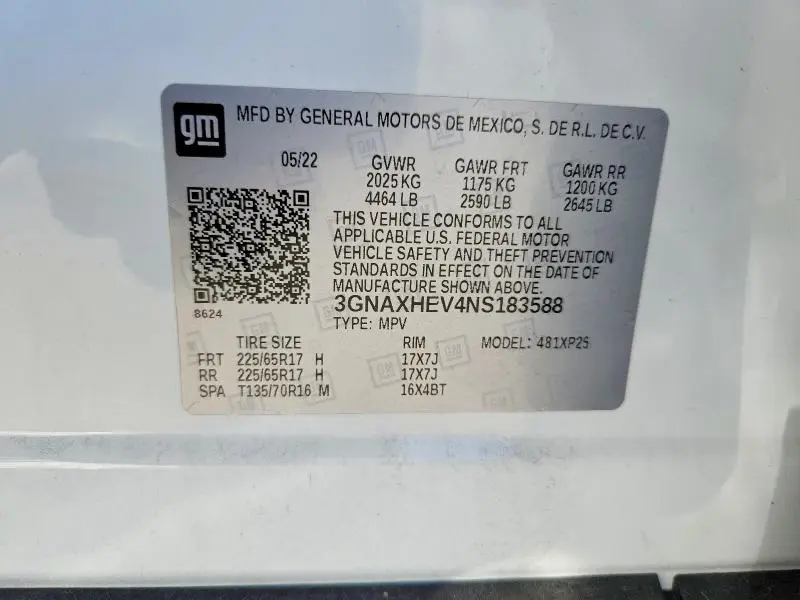 gm
MFD BY GENERAL MOTORS DE MEXICO, S. DE R.L. DE C.V.
05/22 GVWR GAWR FRT GAWR RR
2025 KG 1175 KG 1200 KG
4464 LB 2590 LB 2645 LB
THIS VEHICLE CONFORMS TO ALL
APPLICABLE U.S. FEDERAL MOTOR
VEHICLE SAFETY AND THEFT PREVENTION
STANDARDS IN EFFECT ON THE DATE OF
MANUFACTURE SHOWN ABOVE.
8624
3GNAXHEV4NS183588
TYPE: MPV
TIRE SIZE RIM MODEL: 481XP26
FRT 225/65R17 H 17X7J
RR 225/65R17 H 17X7J
SPA T135/70R16 M 16X4BT